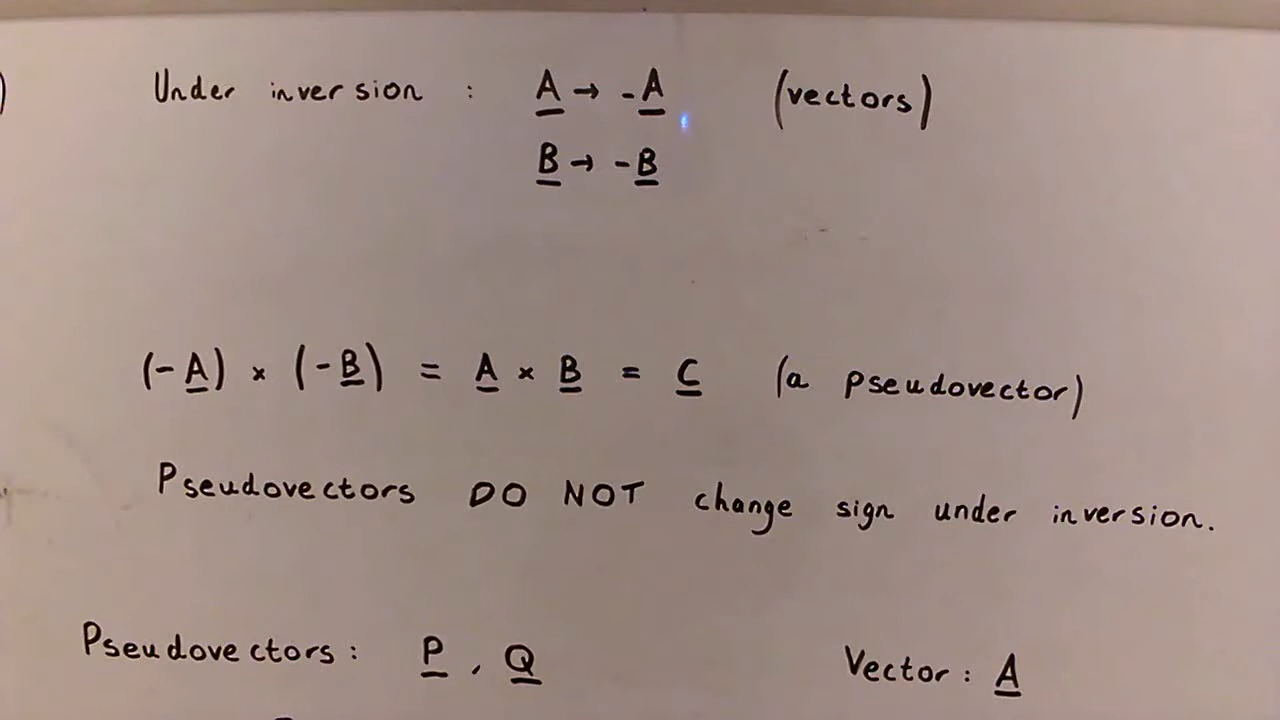 ) Under inversion : A → -A (vectors)
B → -B
(-A) × (-B) = A × B = C (a pseudovector)
Pseudovectors DO NOT change sign under inversion.
Pseudovectors: P, Q Vector: A